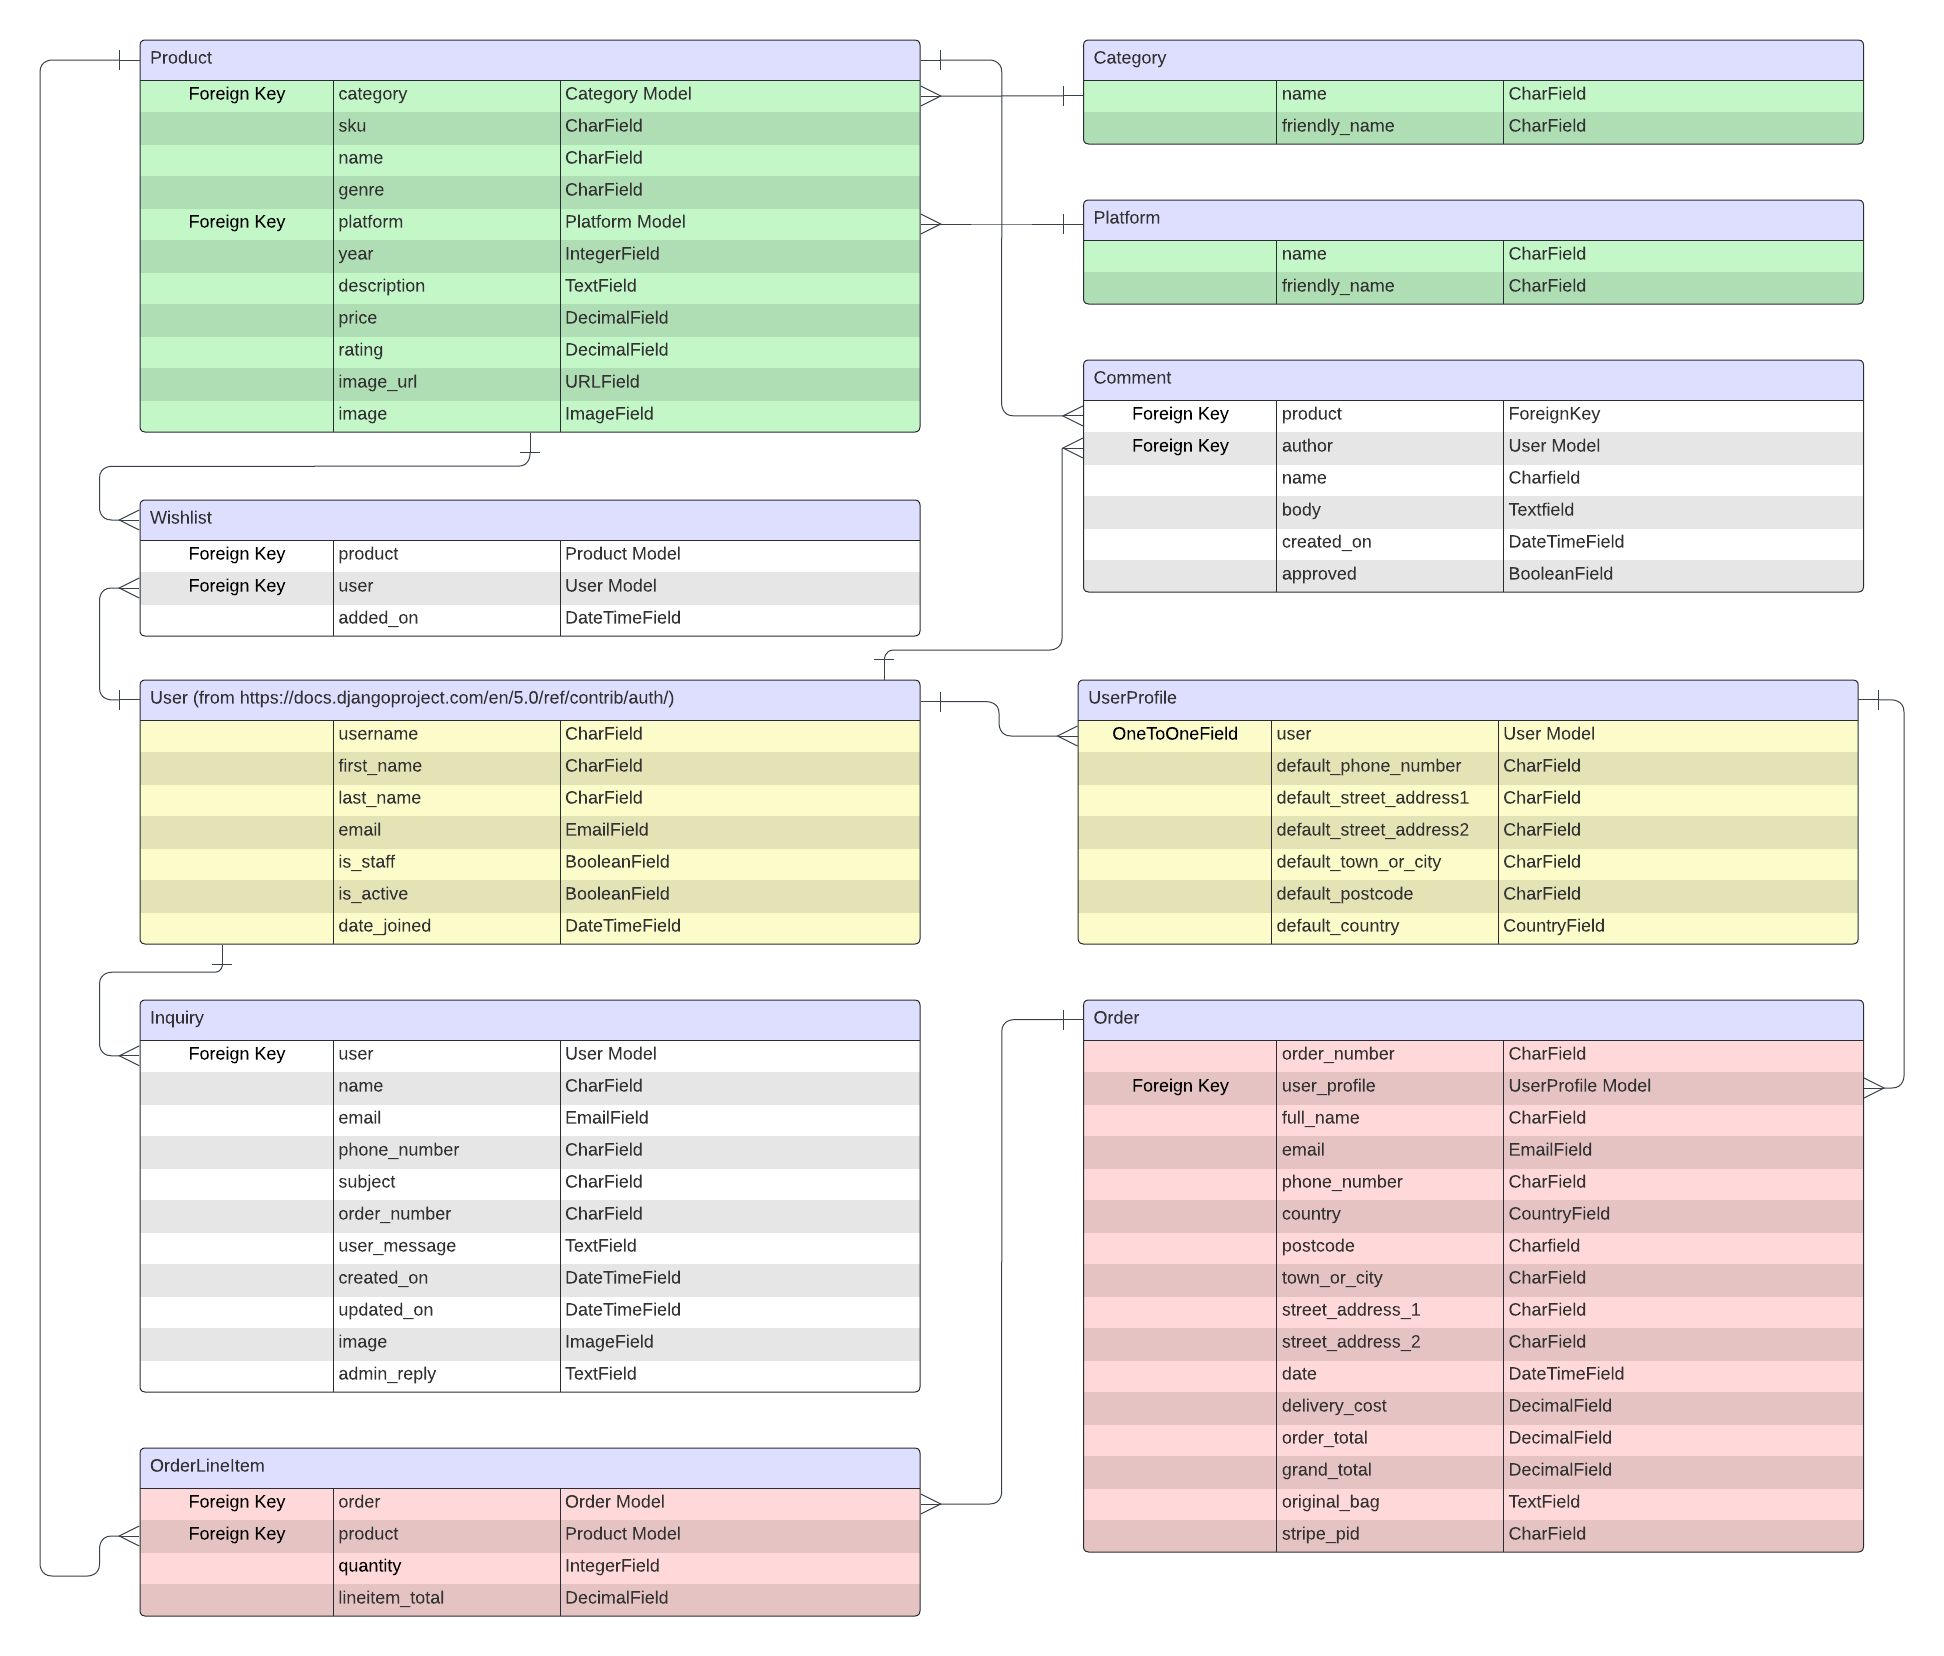 Product
Foreign Key category Category Model
sku CharField
name CharField
genre CharField
Foreign Key platform Platform Model
year IntegerField
description TextField
price DecimalField
rating DecimalField
image_url URLField
image ImageField
Category
name CharField
friendly_name CharField
Platform
name CharField
friendly_name CharField
Comment
Foreign Key product ForeignKey
Foreign Key author User Model
name Charfield
body Textfield
created_on DateTimeField
approved BooleanField
Wishlist
Foreign Key product Product Model
Foreign Key user User Model
added_on DateTimeField
User (from https://docs.djangoproject.com/en/5.0/ref/contrib/auth/)
username CharField
first_name CharField
last_name CharField
email EmailField
is_staff BooleanField
is_active BooleanField
date_joined DateTimeField
UserProfile
OneToOneField user User Model
default_phone_number CharField
default_street_address1 CharField
default_street_address2 CharField
default_town_or_city CharField
default_postcode CharField
default_country CountryField
Inquiry
Foreign Key user User Model
name CharField
email EmailField
phone_number CharField
subject CharField
order_number CharField
user_message TextField
created_on DateTimeField
updated_on DateTimeField
image ImageField
admin_reply TextField
Order
order_number CharField
Foreign Key user_profile UserProfile Model
full_name CharField
email EmailField
phone_number CharField
country CountryField
postcode Charfield
town_or_city CharField
street_address_1 CharField
street_address_2 CharField
date DateTimeField
delivery_cost DecimalField
order_total DecimalField
grand_total DecimalField
original_bag TextField
stripe_pid CharField
OrderLineItem
Foreign Key order Order Model
Foreign Key product Product Model
quantity IntegerField
lineitem_total DecimalField